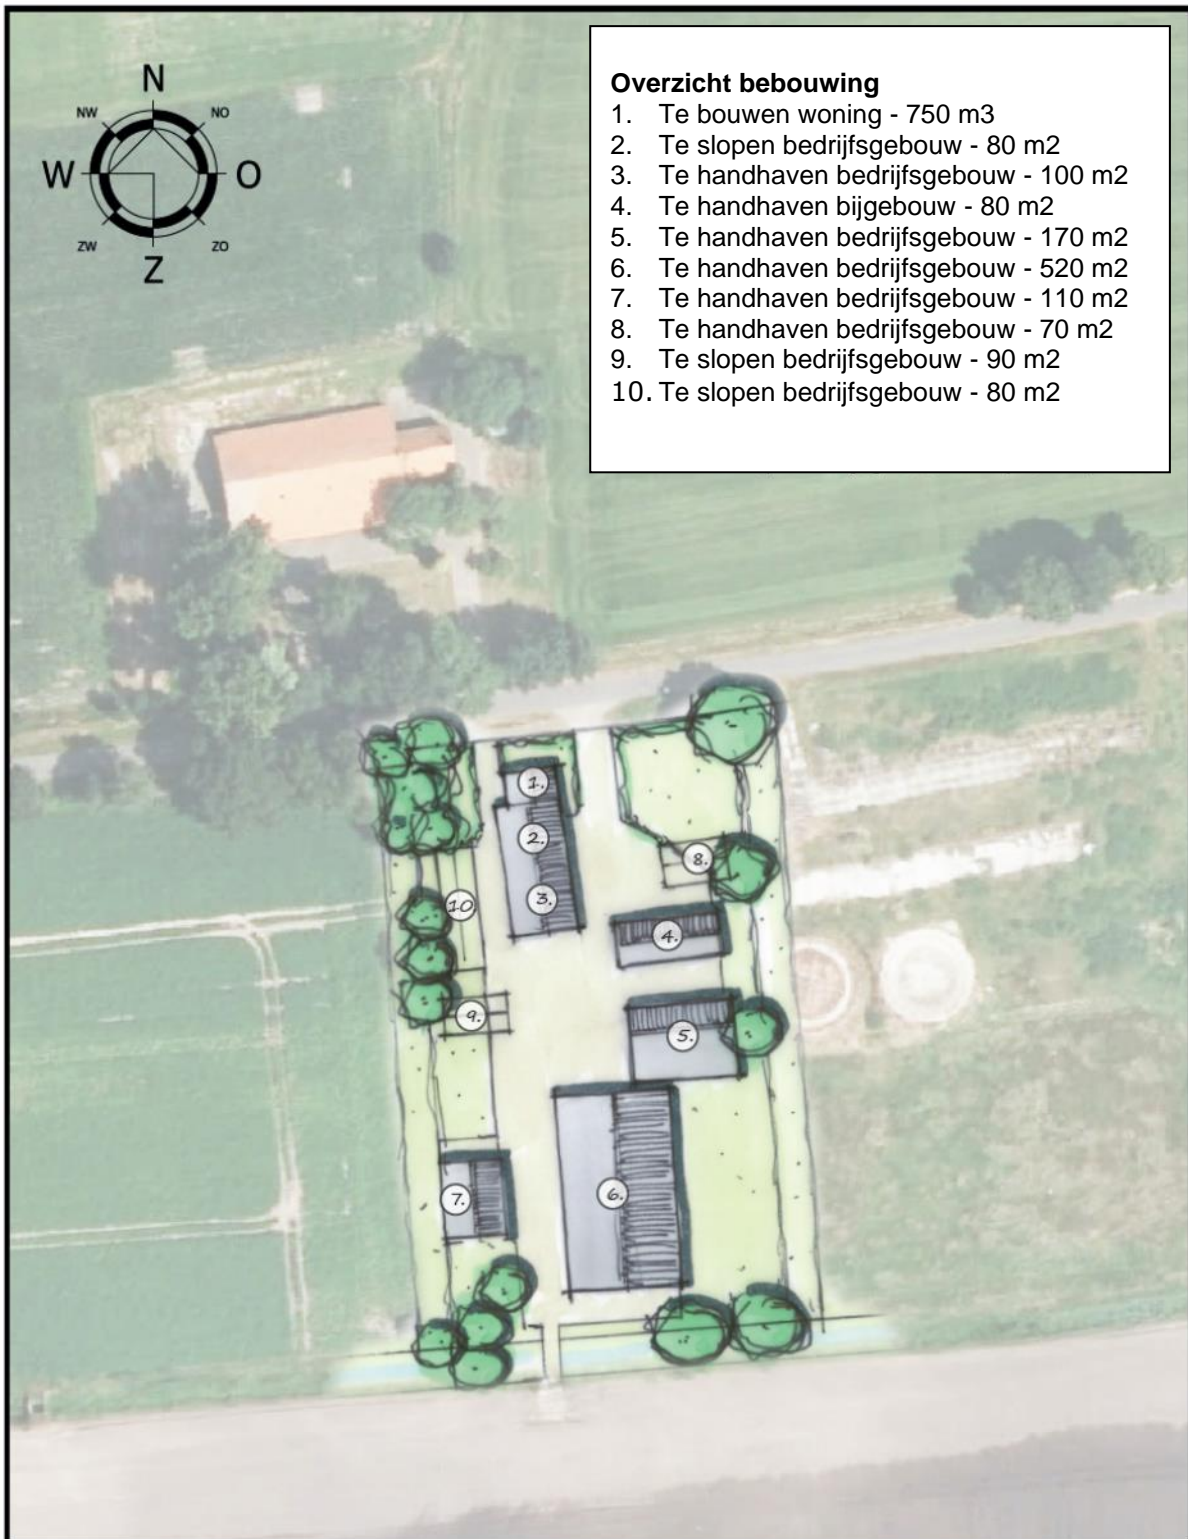 N
NW
NO
W
O
ZW
ZO
Z
Overzicht bebouwing
1. Te bouwen woning - 750 m3
2. Te slopen bedrijfsgebouw - 80 m2
3. Te handhaven bedrijfsgebouw - 100 m2
4. Te handhaven bijgebouw - 80 m2
5. Te handhaven bedrijfsgebouw - 170 m2
6. Te handhaven bedrijfsgebouw - 520 m2
7. Te handhaven bedrijfsgebouw - 110 m2
8. Te handhaven bedrijfsgebouw - 70 m2
9. Te slopen bedrijfsgebouw - 90 m2
10. Te slopen bedrijfsgebouw - 80 m2
1.
2.
8.
3.
10
4.
9.
5.
7.
6.